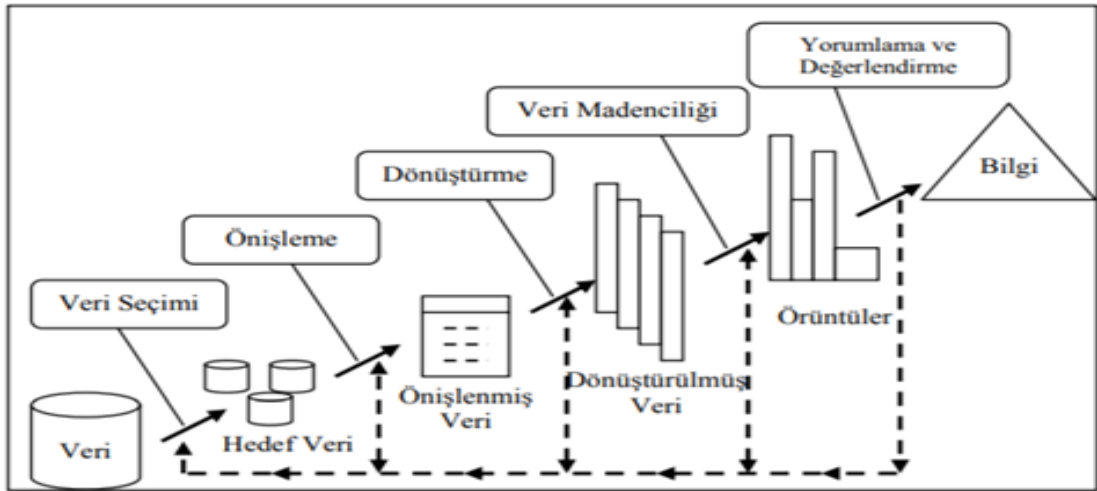 Yorumlama ve
Değerlendirme
Veri Madenciliği
Bilgi
Dönüştürme
Önişleme
Veri Seçimi
Örüntüler
Dönüştürülmüş
Veri
Önişlenmiş
Veri
Hedef Veri
Veri